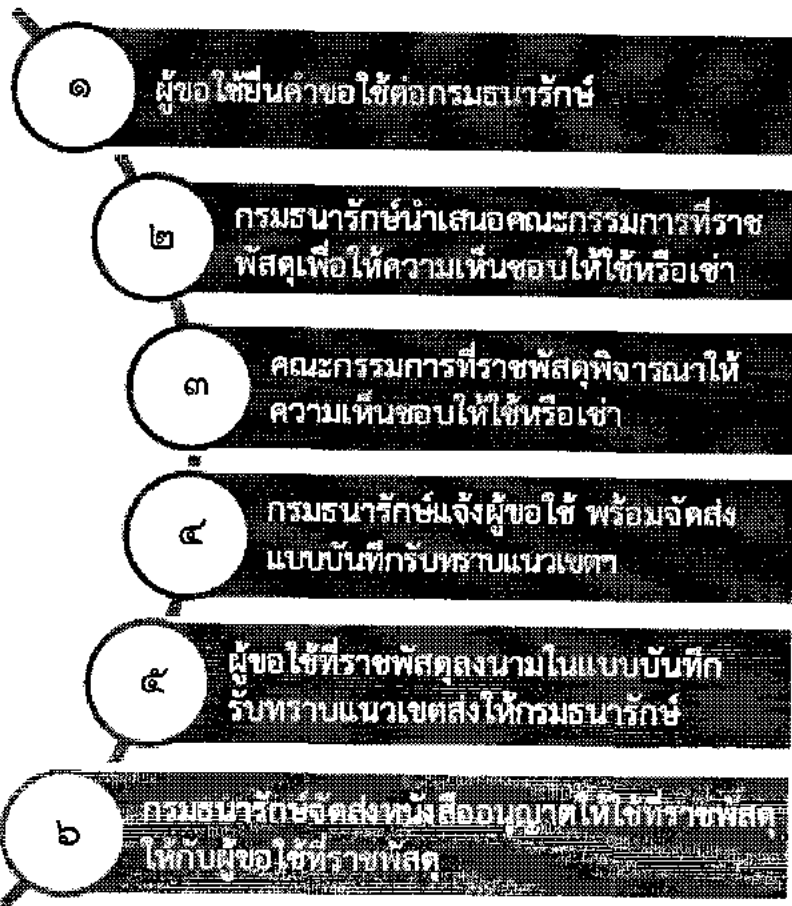 ๑
ผู้ขอใช้ยื่นคำขอใช้ต่อกรมธนารักษ์
๒
กรมธนารักษ์นำเสนอคณะกรรมการที่ราช
พัสดุเพื่อให้ความเห็นชอบให้ใช้หรือเช่า
๓
คณะกรรมการที่ราชพัสดุพิจารณาให้
ความเห็นชอบให้ใช้หรือเช่า
๔
กรมธนารักษ์แจ้งผู้ขอใช้ พร้อมจัดส่ง
แบบบันทึกรับทราบแนวเขตฯ
๕
ผู้ขอใช้ที่ราชพัสดุลงนามในแบบบันทึก
รับทราบแนวเขตส่งให้กรมธนารักษ์
๖
กรมธนารักษ์จัดส่งหนังสืออนุญาตให้ใช้ที่ราชพัสดุ
ให้กับผู้ขอใช้ที่ราชพัสดุ